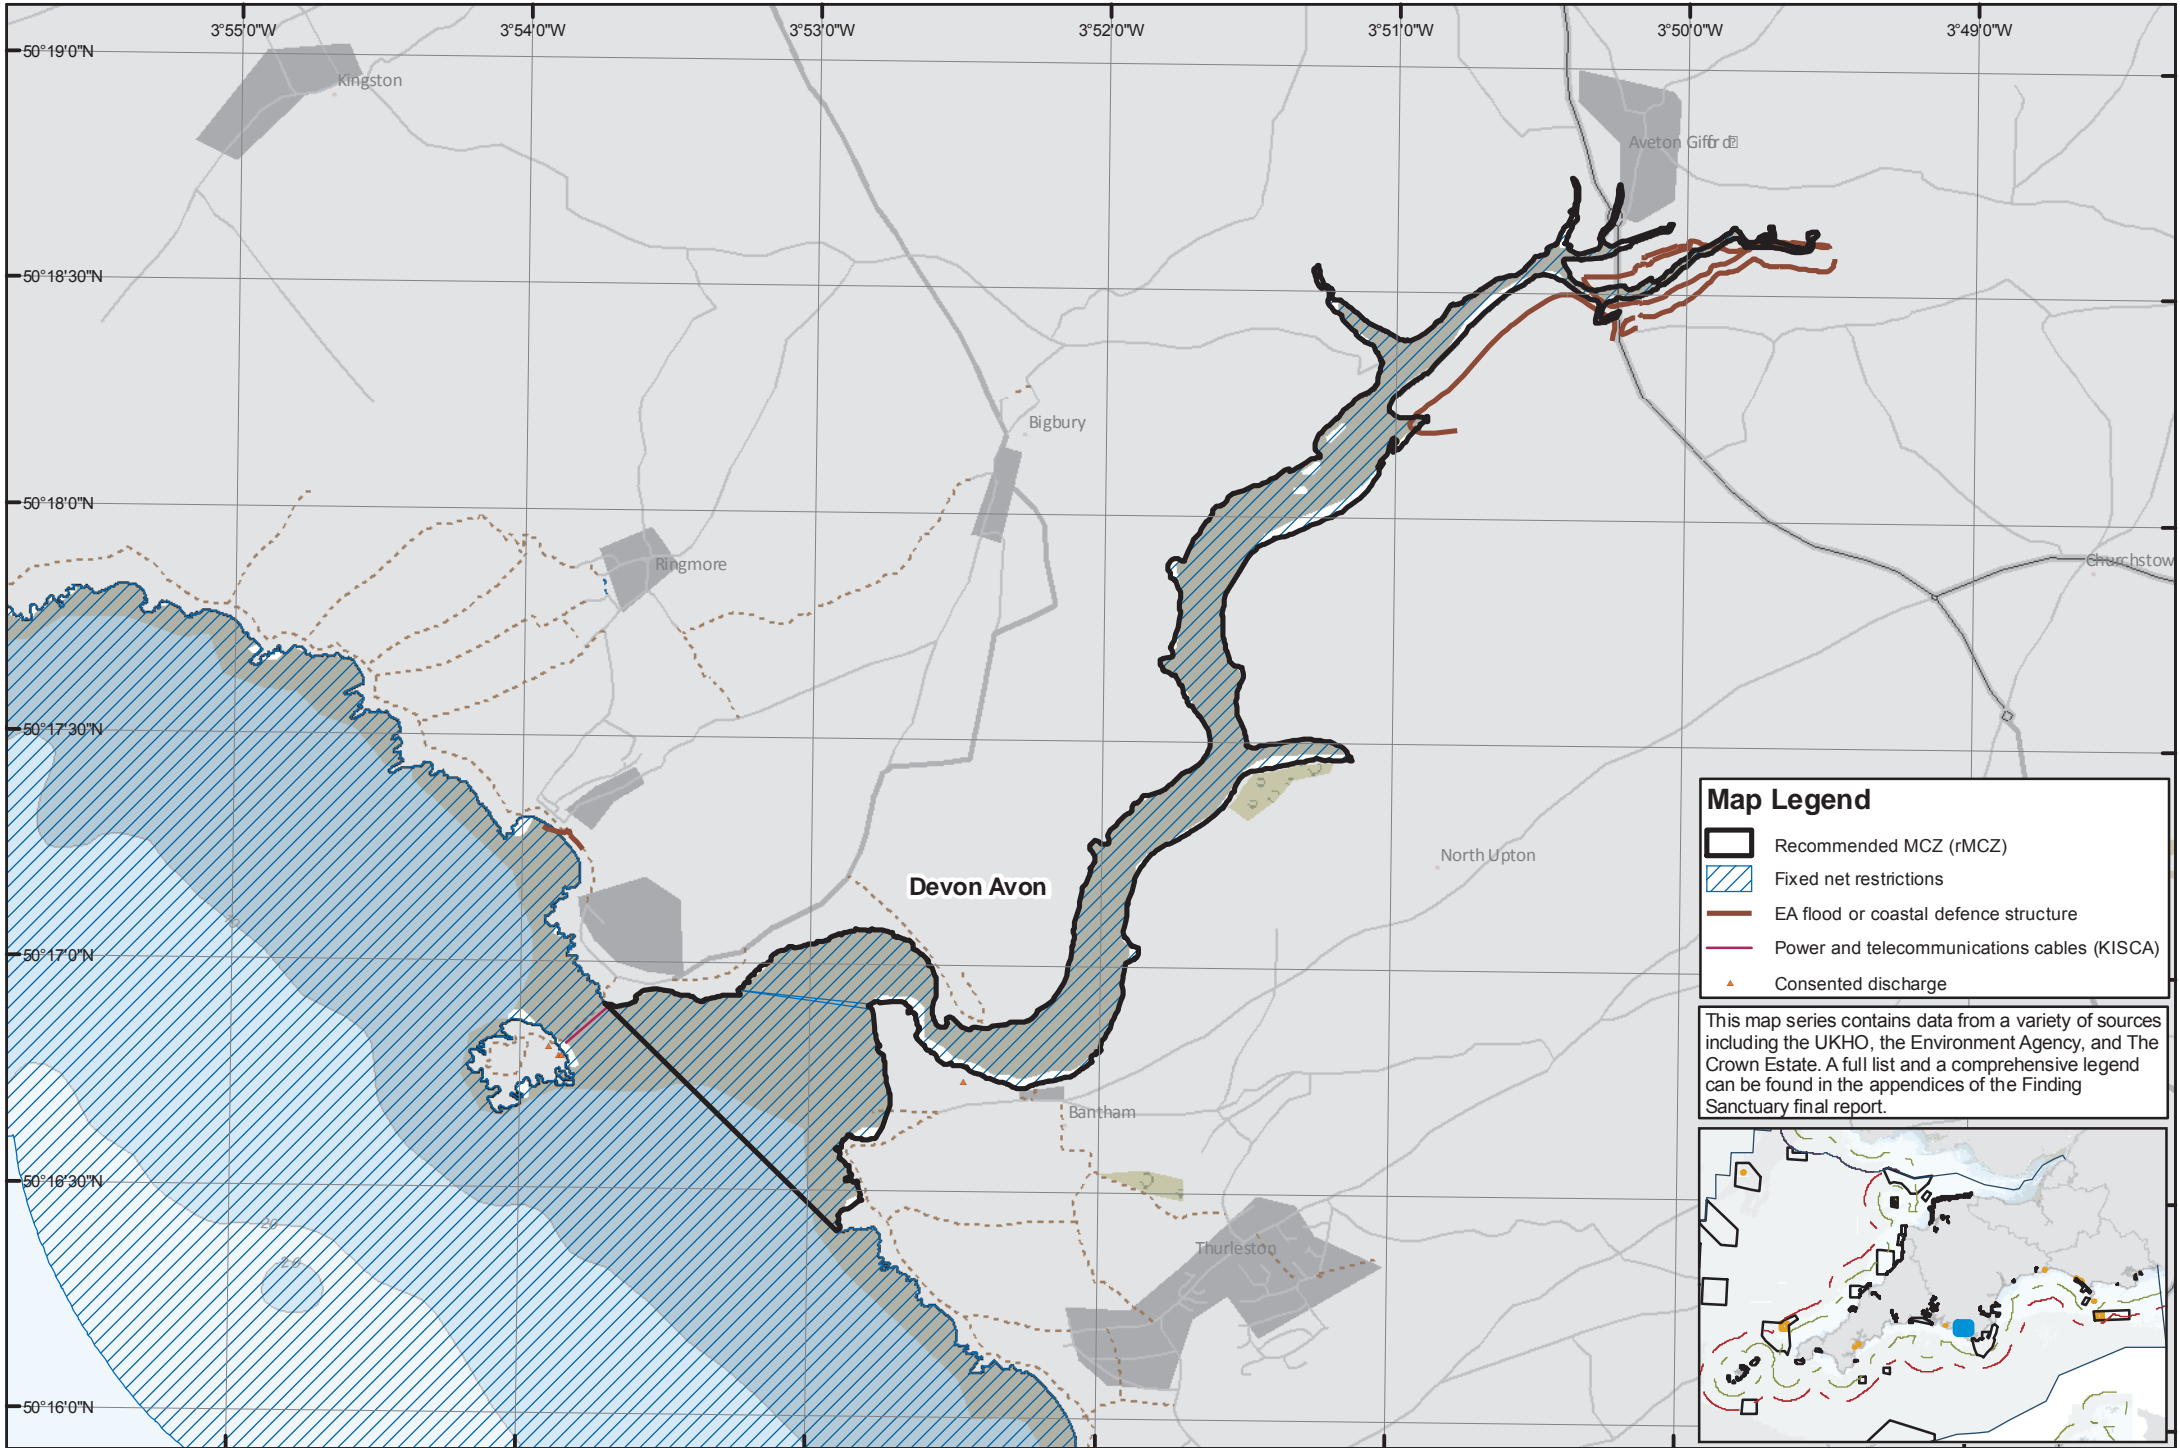 3°55'0"W
3°54'0"W
3°53'0"W
3°52'0"W
3°51'0"W
3°50'0"W
3°49'0"W
50°19'0"N
Kingston
Aveton Giffo rd
50°18'30"N
Bigbury
50°18'0"N
Ringmore
Churchstow
50°17'30"N
North Upton
Devon Avon
50°17'0"N
Bantham
50°16'30"N
Thurleston
20
20
50°16'0"N
Map Legend
Recommended MCZ (rMCZ)
Fixed net restrictions
EA flood or coastal defence structure
Power and telecommunications cables (KISCA)
Consented discharge
This map series contains data from a variety of sources
including the UKHO, the Environment Agency, and The
Crown Estate. A full list and a comprehensive legend
can be found in the appendices of the Finding
Sanctuary final report.